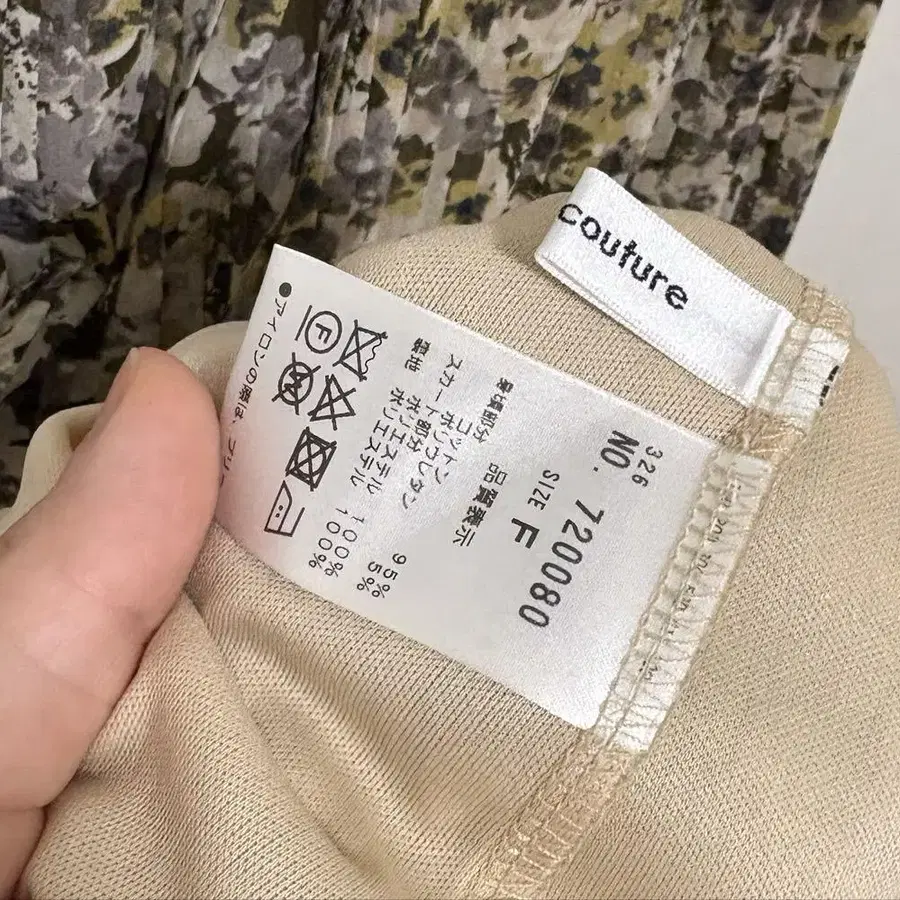 couture
326
NO. 720080
SIZE F
品質表示
身頃部分
コットン 95%
ポリウレタン 5%
スカート部分
ポリエステル 100%
裏地 ポリエステル 100%
F
●アイロンの際は、プリ